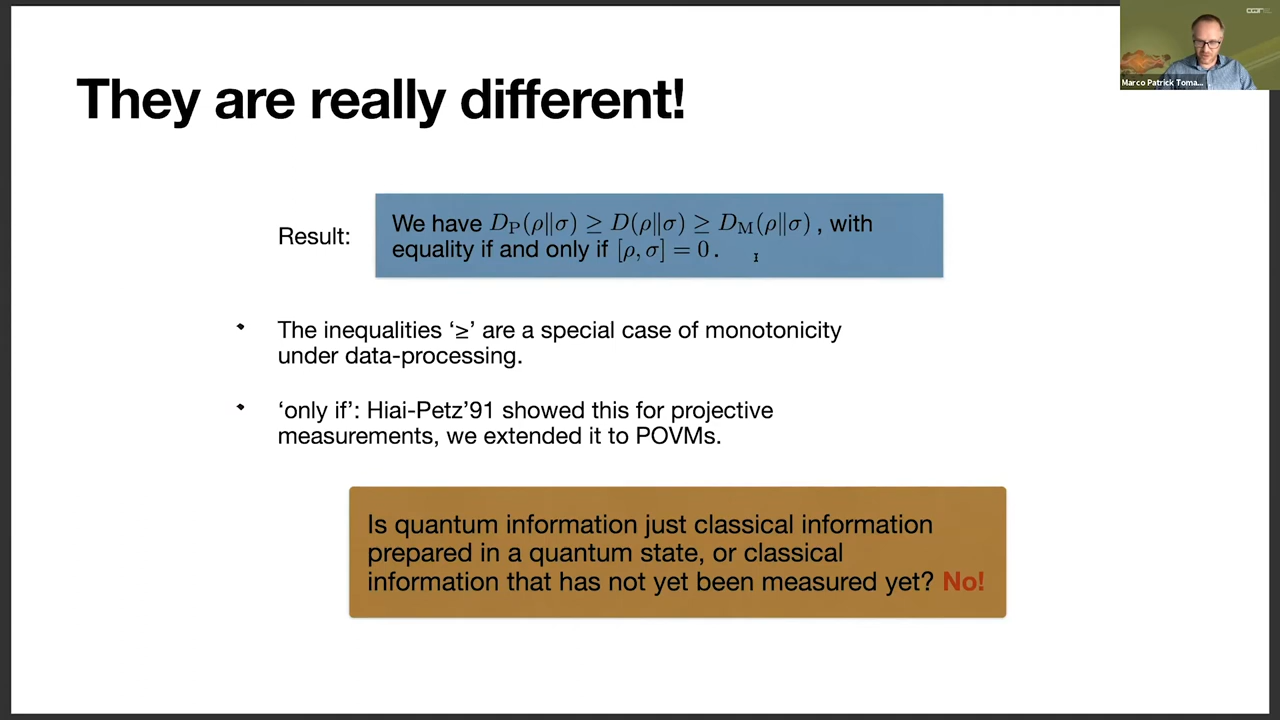 Marco Patrick Toma...
They are really different!
Result:
We have D_P(ρ‖σ) ≥ D(ρ‖σ) ≥ D_M(ρ‖σ) , with
equality if and only if [ρ, σ] = 0 .
• The inequalities ‘≥’ are a special case of monotonicity
under data-processing.
• ‘only if’: Hiai-Petz’91 showed this for projective
measurements, we extended it to POVMs.
Is quantum information just classical information
prepared in a quantum state, or classical
information that has not yet been measured yet? No!